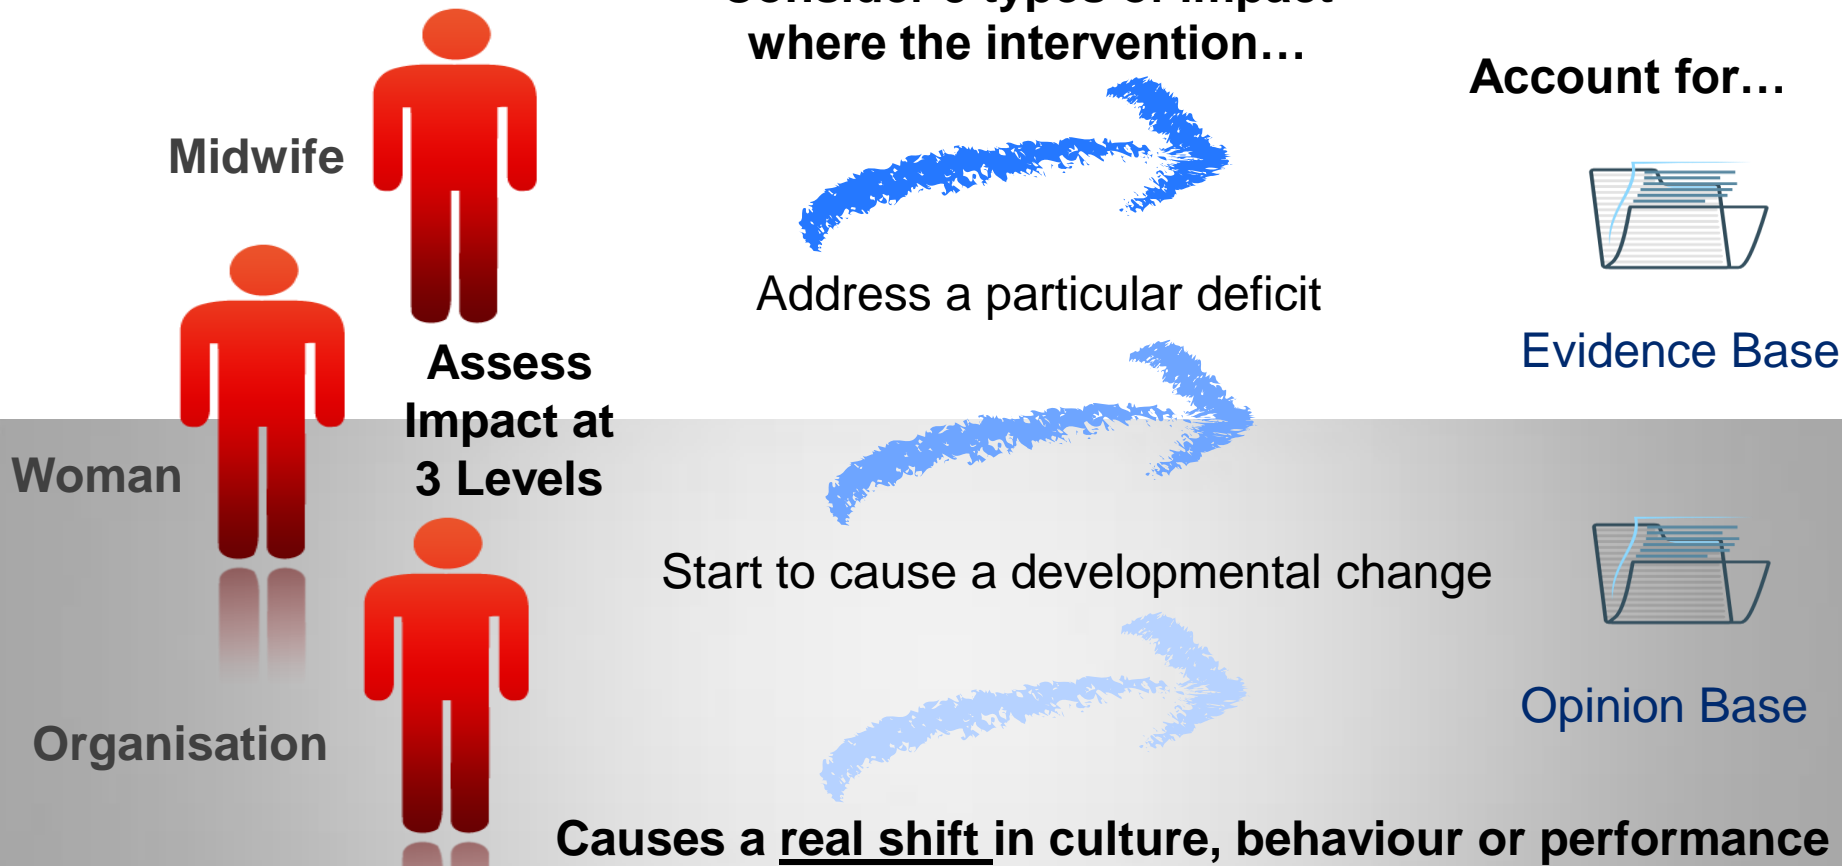 where the intervention…
Account for…
Midwife
Address a particular deficit
Evidence Base
Assess
Impact at
3 Levels
Woman
Start to cause a developmental change
Opinion Base
Organisation
Causes a real shift in culture, behaviour or performance